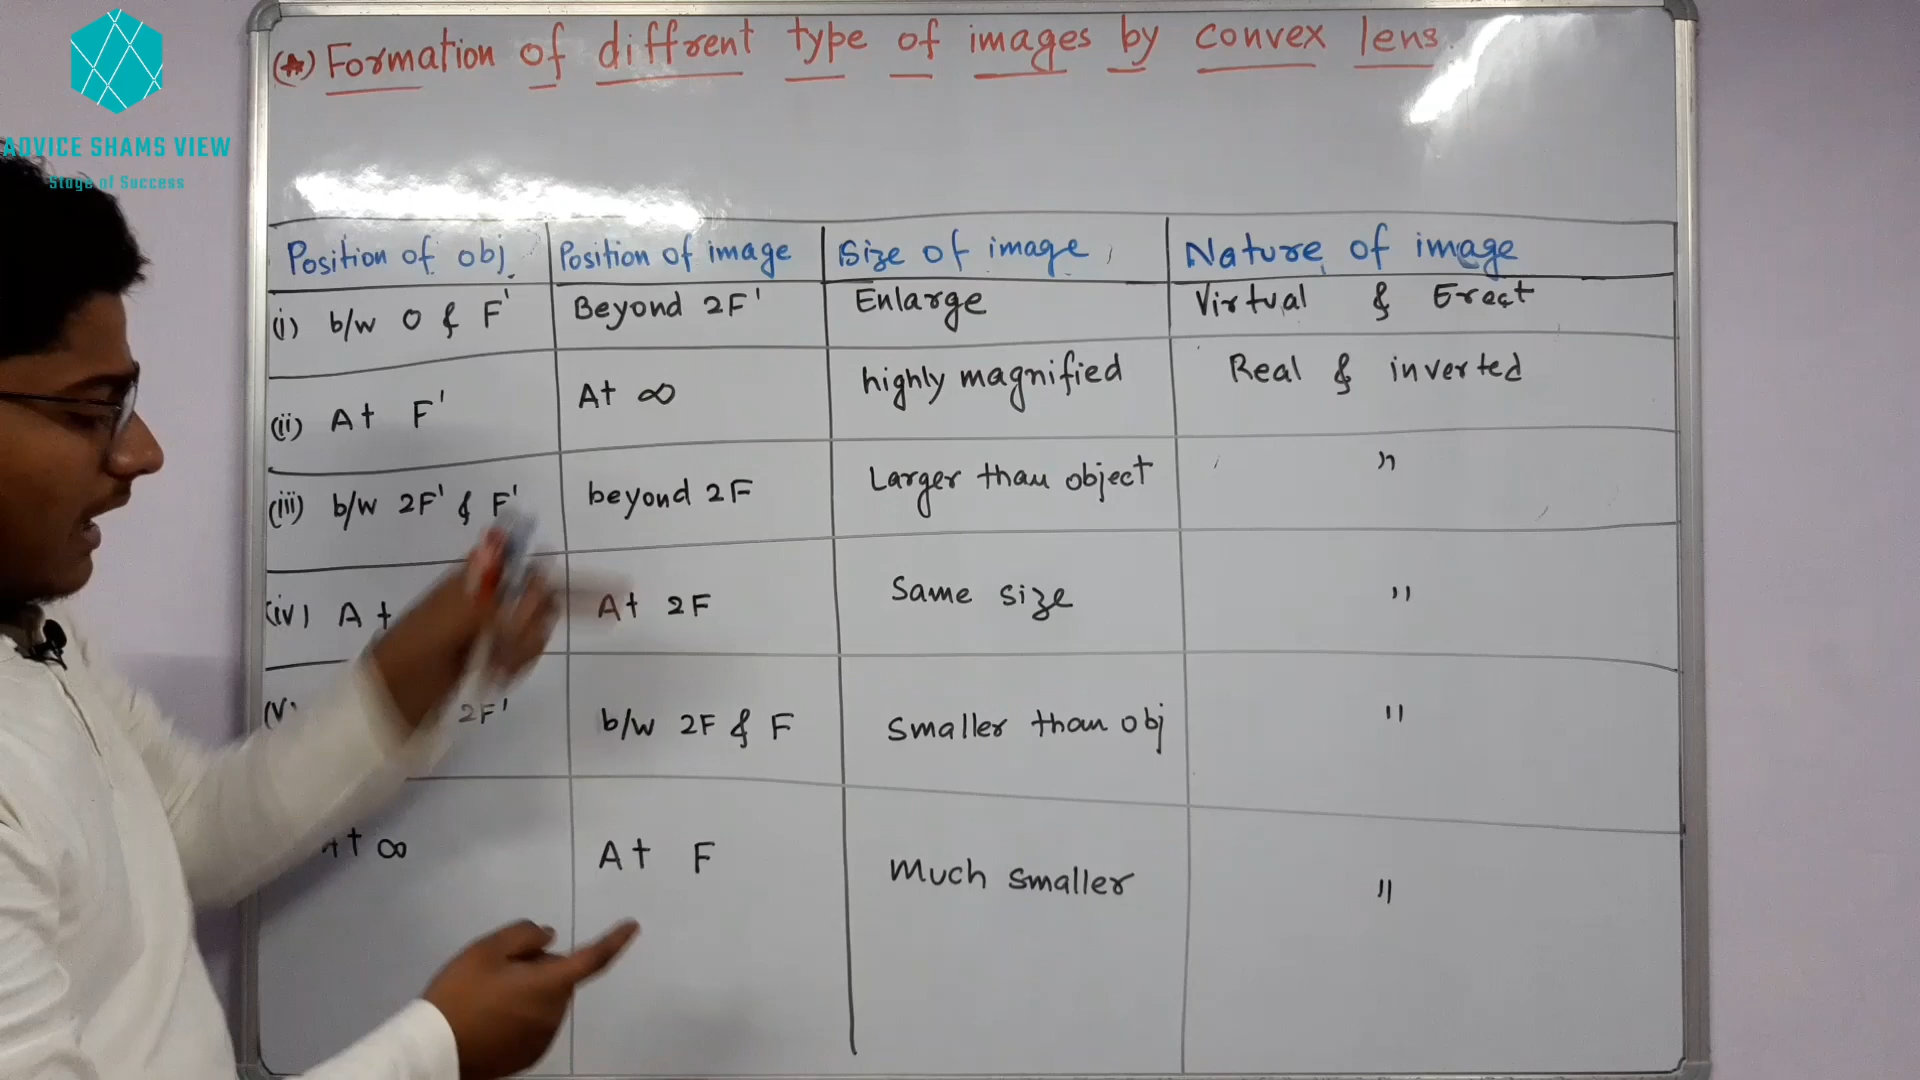 ADVICE SHAMS VIEW
Stage of Success
(*) Formation of diffrent type of images by convex lens.
Position of obj. Position of image Size of image, Nature of image
(i) b/w O & F' Beyond 2F' Enlarge Virtual & Erect
(ii) At F' At ∞ highly magnified Real & inverted
(iii) b/w 2F' & F' beyond 2F Larger than object "
(iv) At At 2F Same size "
(v) 2F' b/w 2F & F Smaller than obj "
At ∞ At F Much smaller "